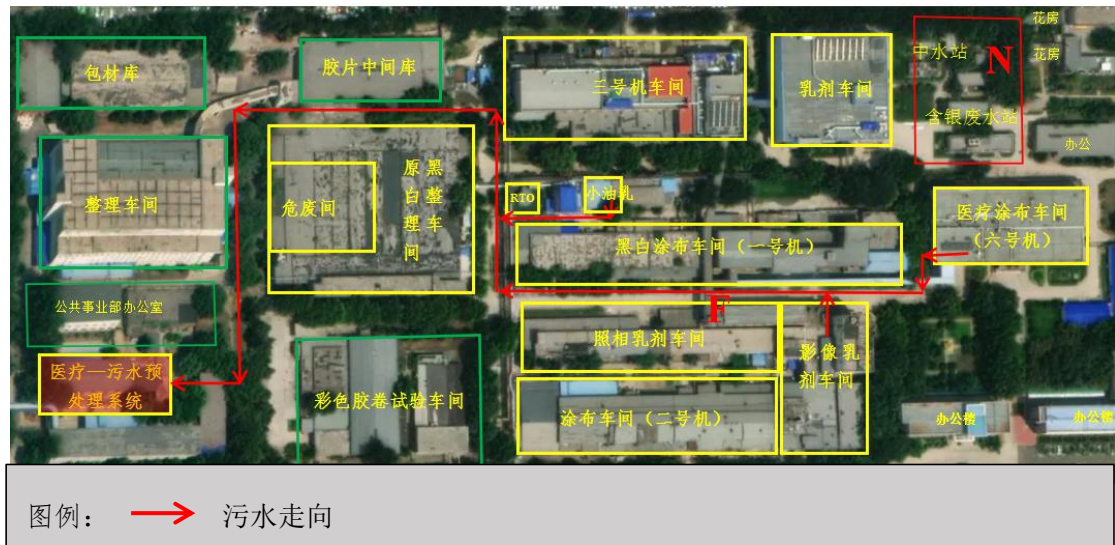 花房
包材库
胶片中间库
三号机车间
乳剂车间
中水站
N
花房
含银废水站
办公
整理车间
危废间
原黑白整理车间
RTO
小油乳
医疗涂布车间
（六号机）
黑白涂布车间（一号机）
公共事业部办公室
F
照相乳剂车间
影像乳
剂车间
医疗—污水预
处理系统
彩色胶卷试验车间
涂布车间（二号机）
办公楼
办公楼
图例： 污水走向